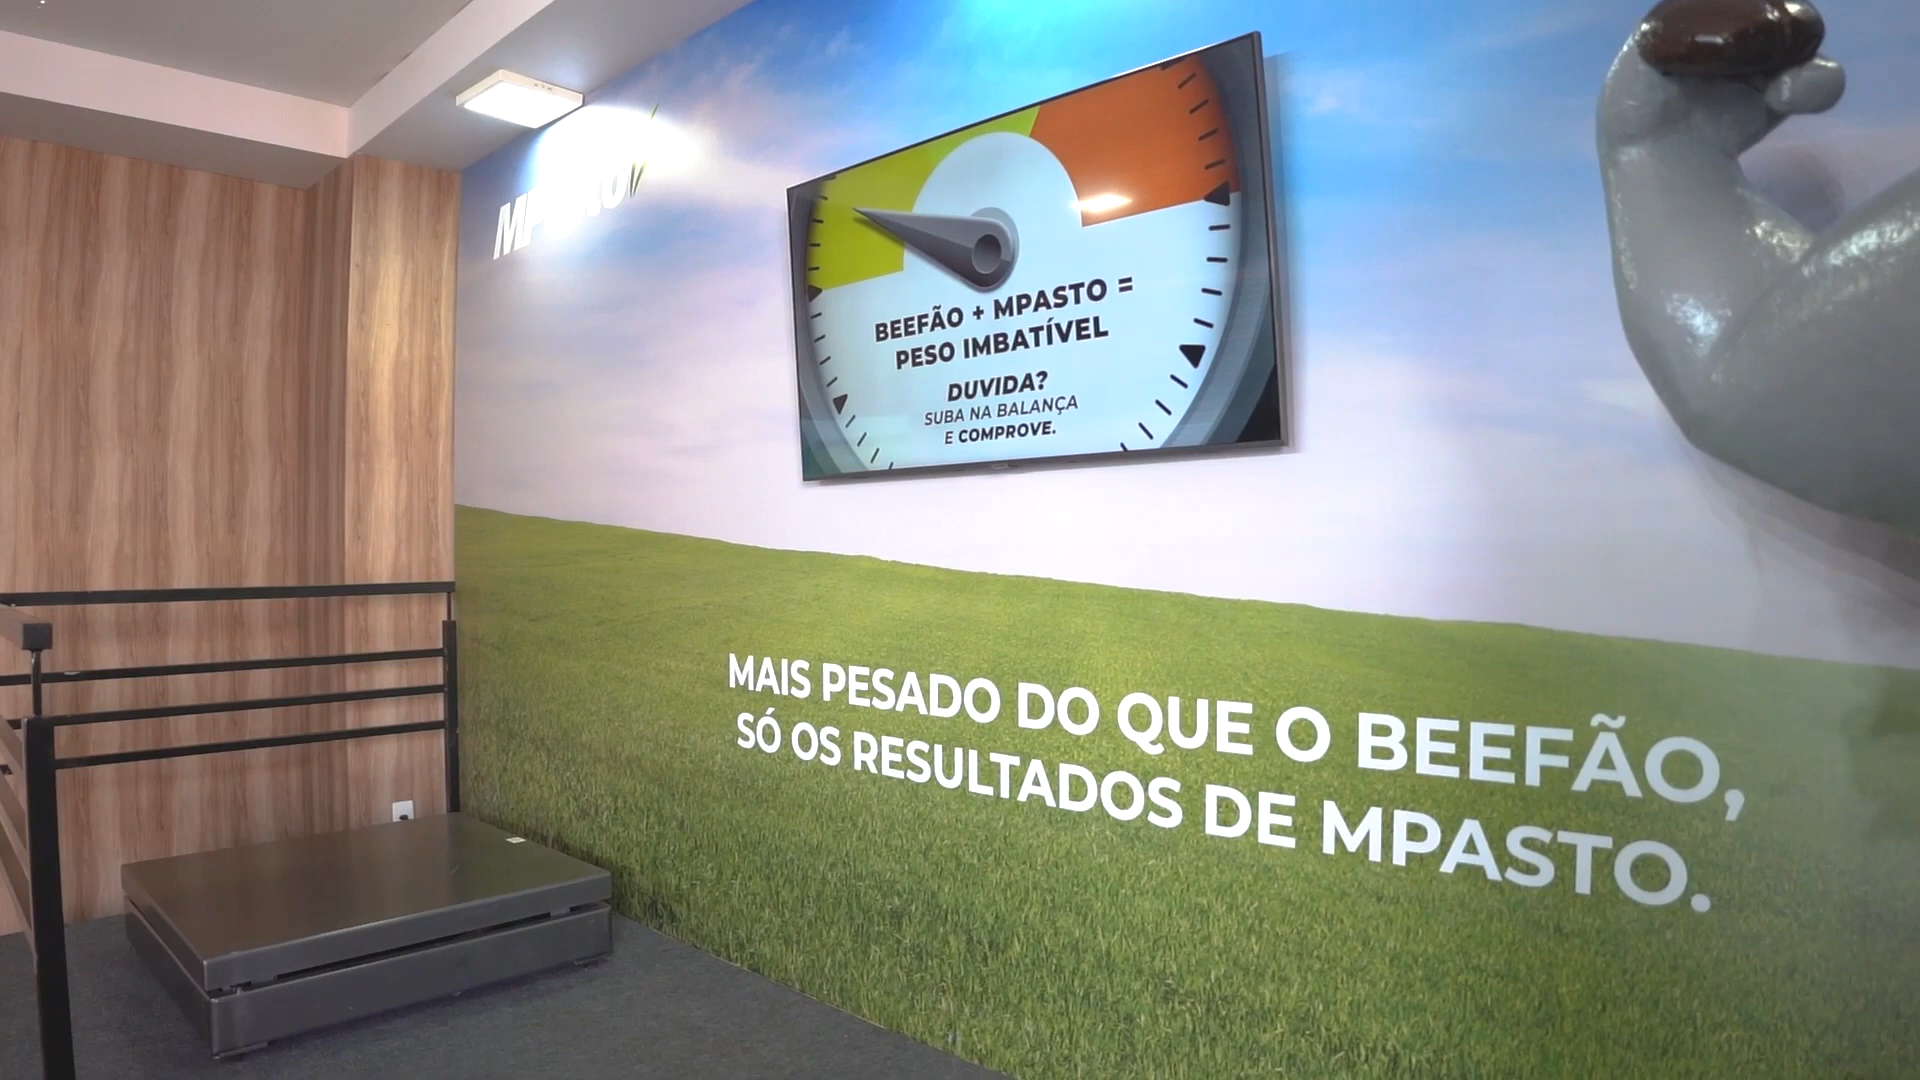 BEEFÃO + MPASTO =
PESO IMBATÍVEL
DUVIDA?
SUBA NA BALANÇA
E COMPROVE.
MAIS PESADO DO QUE O BEEFÃO,
SÓ OS RESULTADOS DE MPASTO.